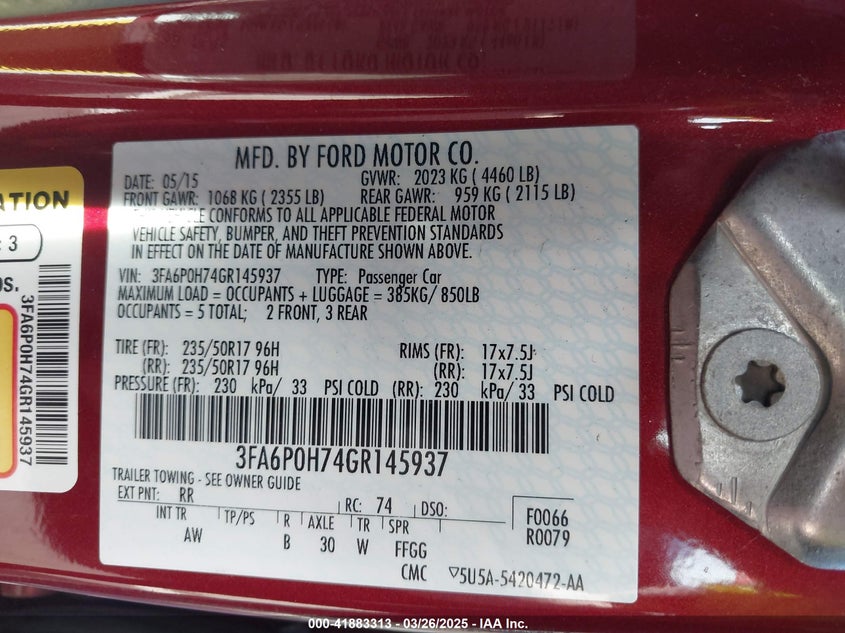 MFD. BY FORD MOTOR CO.
DATE: 05/15 GVWR: 2023 KG ( 4460 LB)
FRONT GAWR: 1068 KG ( 2355 LB) REAR GAWR: 959 KG ( 2115 LB)
THIS VEHICLE CONFORMS TO ALL APPLICABLE FEDERAL MOTOR
VEHICLE SAFETY, BUMPER, AND THEFT PREVENTION STANDARDS
IN EFFECT ON THE DATE OF MANUFACTURE SHOWN ABOVE.
VIN: 3FA6P0H74GR145937 TYPE: Passenger Car
MAXIMUM LOAD = OCCUPANTS + LUGGAGE = 385KG/ 850LB
OCCUPANTS = 5 TOTAL; 2 FRONT, 3 REAR
TIRE (FR): 235/50R17 96H RIMS (FR): 17x7.5J
(RR): 235/50R17 96H (RR): 17x7.5J
PRESSURE (FR): 230 kPa/ 33 PSI COLD (RR): 230 kPa/ 33 PSI COLD
3FA6P0H74GR145937
TRAILER TOWING - SEE OWNER GUIDE
EXT PNT: RR RC: 74 DSO: F0066
INT TR TP/PS R AXLE TR SPR R0079
AW B 30 W FFGG
CMC ▽5U5A-5420472-AA
ATION
: 3
OS.
3FA6P0H74GR145937
000-41883313 - 03/26/2025 - IAA Inc.